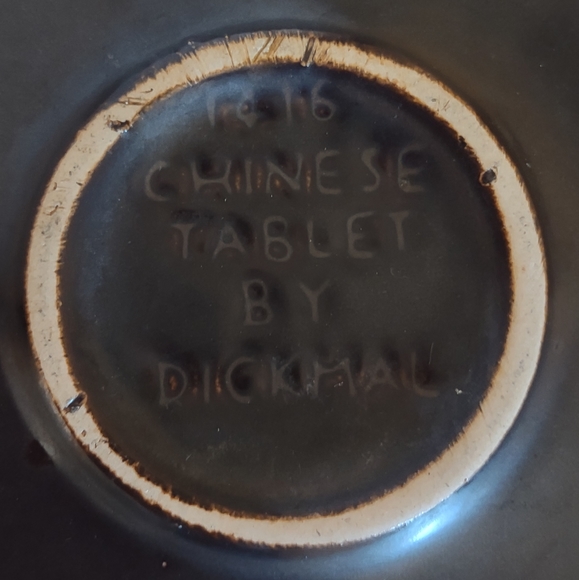 1616
CHINESE
TABLET
BY
DICKMAL